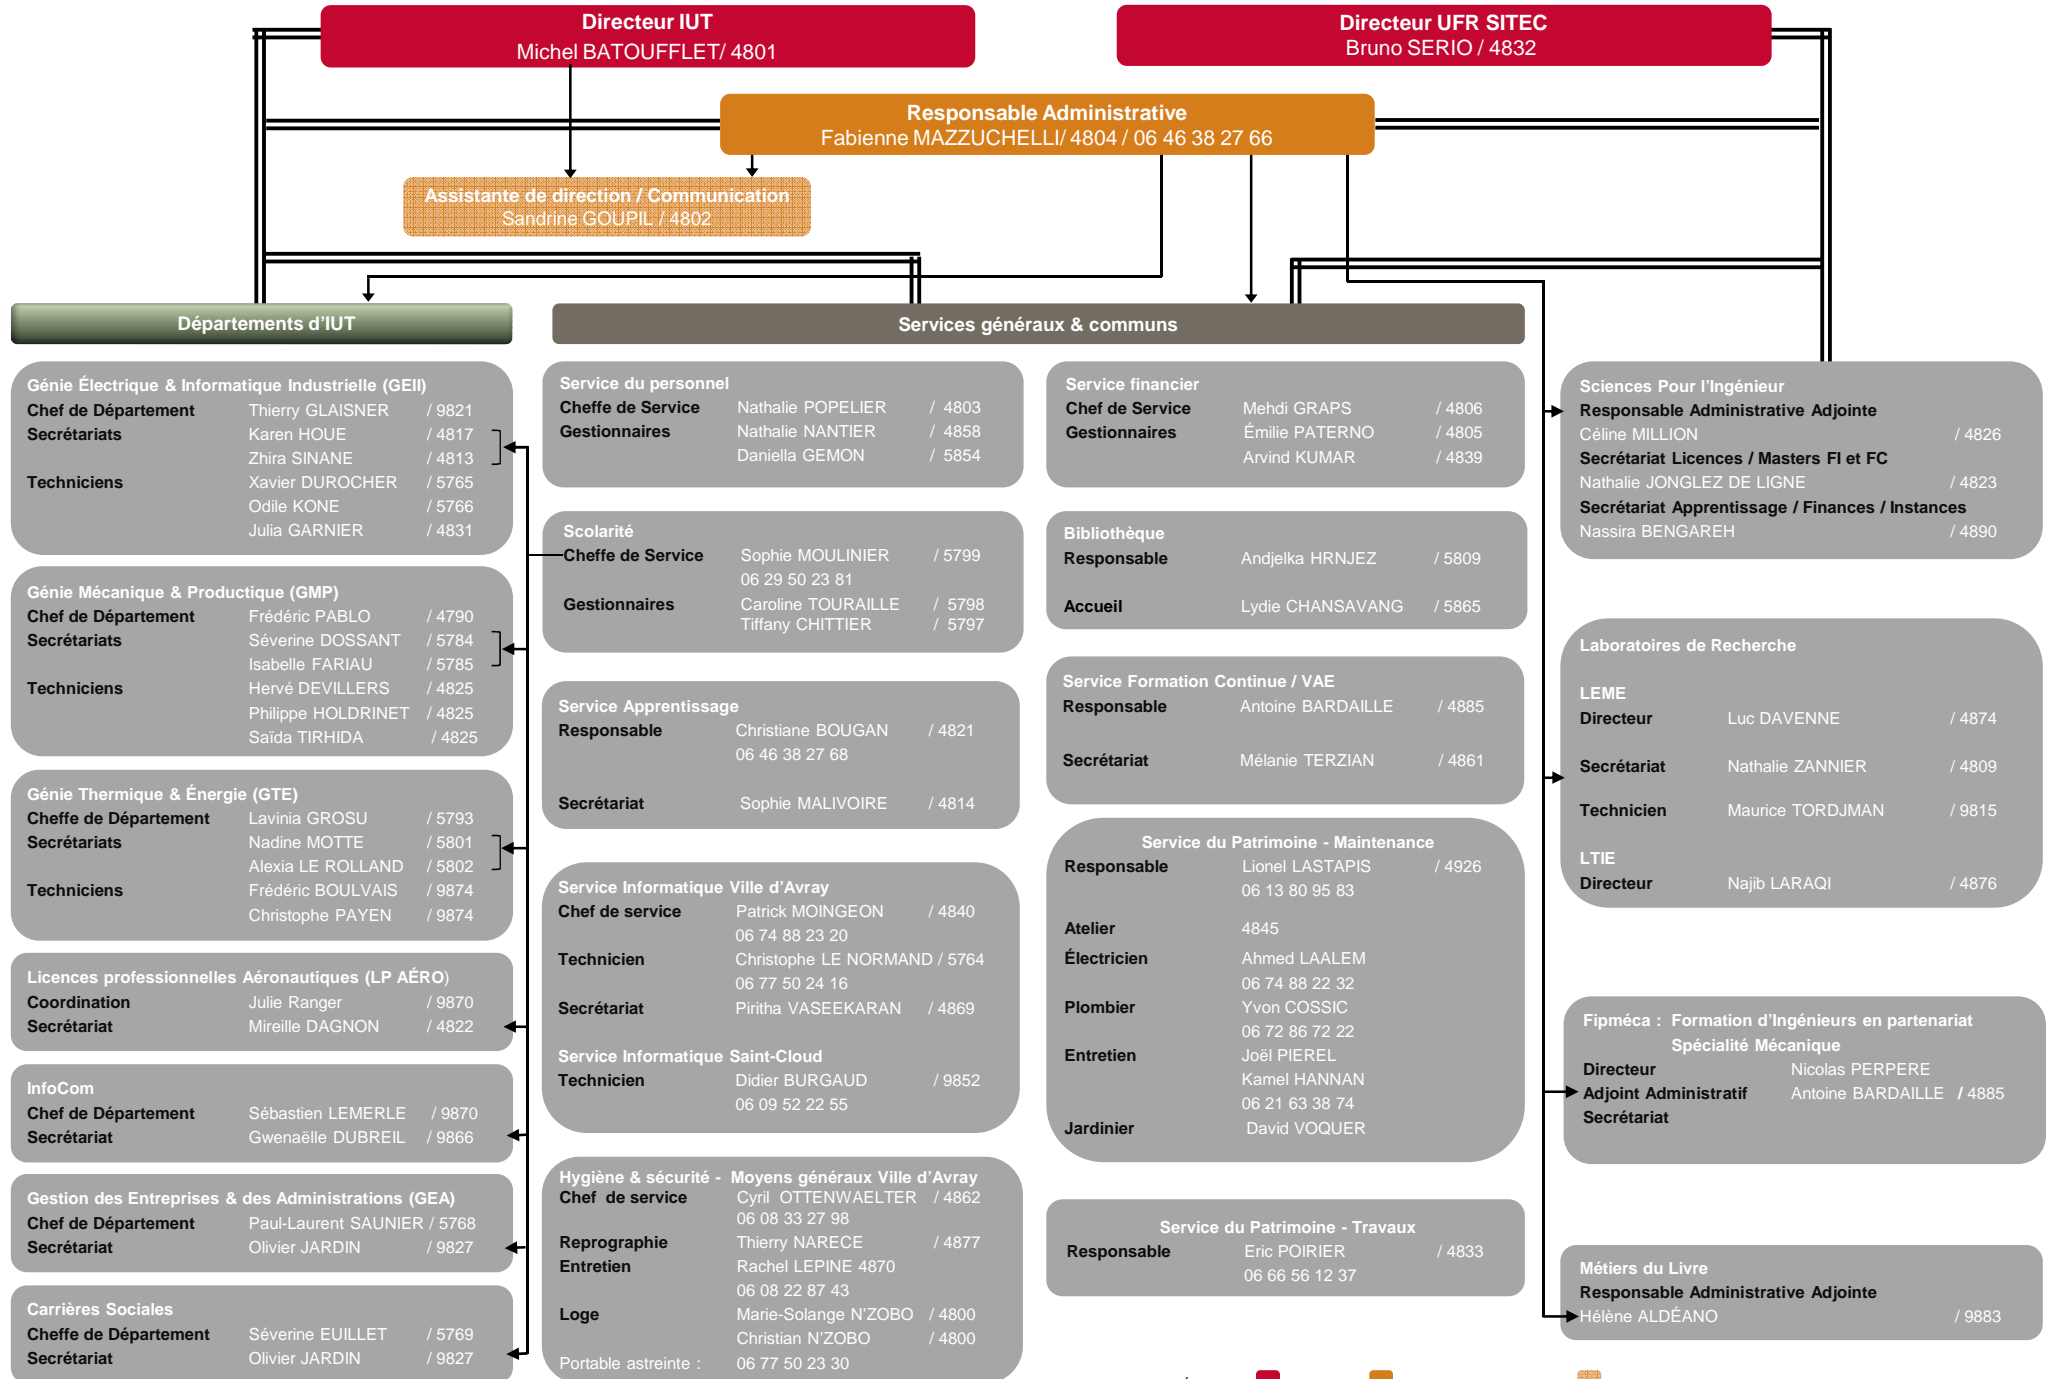 Directeur IUT
Michel BATOUFFLET/ 4801
Directeur UFR SITEC
Bruno SERIO / 4832
Responsable Administrative
Fabienne MAZZUCHELLI/ 4804 / 06 46 38 27 66
Assistante de direction / Communication
Sandrine GOUPIL / 4802
Départements d’IUT
Services généraux & communs
Génie Électrique & Informatique Industrielle (GEII)
Chef de Département Thierry GLAISNER / 9821
Secrétariats Karen HOUE / 4817
Zhira SINANE / 4813
Techniciens Xavier DUROCHER / 5765
Odile KONE / 5766
Julia GARNIER / 4831
Génie Mécanique & Productique (GMP)
Chef de Département Frédéric PABLO / 4790
Secrétariats Séverine DOSSANT / 5784
Isabelle FARIAU / 5785
Techniciens Hervé DEVILLERS / 4825
Philippe HOLDRINET / 4825
Saïda TIRHIDA / 4825
Génie Thermique & Énergie (GTE)
Cheffe de Département Lavinia GROSU / 5793
Secrétariats Nadine MOTTE / 5801
Alexia LE ROLLAND / 5802
Techniciens Frédéric BOULVAIS / 9874
Christophe PAYEN / 9874
Licences professionnelles Aéronautiques (LP AÉRO)
Coordination Julie Ranger / 9870
Secrétariat Mireille DAGNON / 4822
InfoCom
Chef de Département Sébastien LEMERLE / 9870
Secrétariat Gwenaëlle DUBREIL / 9866
Gestion des Entreprises & des Administrations (GEA)
Chef de Département Paul-Laurent SAUNIER / 5768
Secrétariat Olivier JARDIN / 9827
Carrières Sociales
Cheffe de Département Séverine EUILLET / 5769
Secrétariat Olivier JARDIN / 9827
Service du personnel
Cheffe de Service Nathalie POPELIER / 4803
Gestionnaires Nathalie NANTIER / 4858
Daniella GEMON / 5854
Scolarité
Cheffe de Service Sophie MOULINIER / 5799
06 29 50 23 81
Gestionnaires Caroline TOURAILLE / 5798
Tiffany CHITTIER / 5797
Service Apprentissage
Responsable Christiane BOUGAN / 4821
06 46 38 27 68
Secrétariat Sophie MALIVOIRE / 4814
Service Informatique Ville d’Avray
Chef de service Patrick MOINGEON / 4840
06 74 88 23 20
Technicien Christophe LE NORMAND / 5764
06 77 50 24 16
Secrétariat Piritha VASEEKARAN / 4869
Service Informatique Saint-Cloud
Technicien Didier BURGAUD / 9852
06 09 52 22 55
Hygiène & sécurité - Moyens généraux Ville d’Avray
Chef de service Cyril OTTENWAELTER / 4862
06 08 33 27 98
Reprographie Thierry NARECE / 4877
Entretien Rachel LEPINE 4870
06 08 22 87 43
Loge Marie-Solange N’ZOBO / 4800
Christian N’ZOBO / 4800
Portable astreinte : 06 77 50 23 30
Service financier
Chef de Service Mehdi GRAPS / 4806
Gestionnaires Émilie PATERNO / 4805
Arvind KUMAR / 4839
Bibliothèque
Responsable Andjelka HRNJEZ / 5809
Accueil Lydie CHANSAVANG / 5865
Service Formation Continue / VAE
Responsable Antoine BARDAILLE / 4885
Secrétariat Mélanie TERZIAN / 4861
Service du Patrimoine - Maintenance
Responsable Lionel LASTAPIS / 4926
06 13 80 95 83
Atelier 4845
Électricien Ahmed LAALEM
06 74 88 22 32
Plombier Yvon COSSIC
06 72 86 72 22
Entretien Joël PIEREL
Kamel HANNAN
06 21 63 38 74
Jardinier David VOQUER
Service du Patrimoine - Travaux
Responsable Eric POIRIER / 4833
06 66 56 12 37
Sciences Pour l’Ingénieur
Responsable Administrative Adjointe
Céline MILLION / 4826
Secrétariat Licences / Masters FI et FC
Nathalie JONGLEZ DE LIGNE / 4823
Secrétariat Apprentissage / Finances / Instances
Nassira BENGAREH / 4890
Laboratoires de Recherche
LEME
Directeur Luc DAVENNE / 4874
Secrétariat Nathalie ZANNIER / 4809
Technicien Maurice TORDJMAN / 9815
LTIE
Directeur Najib LARAQI / 4876
Fipméca : Formation d’Ingénieurs en partenariat
Spécialité Mécanique
Directeur Nicolas PERPERE
Adjoint Administratif Antoine BARDAILLE / 4885
Secrétariat
Métiers du Livre
Responsable Administrative Adjointe
Hélène ALDÉANO / 9883